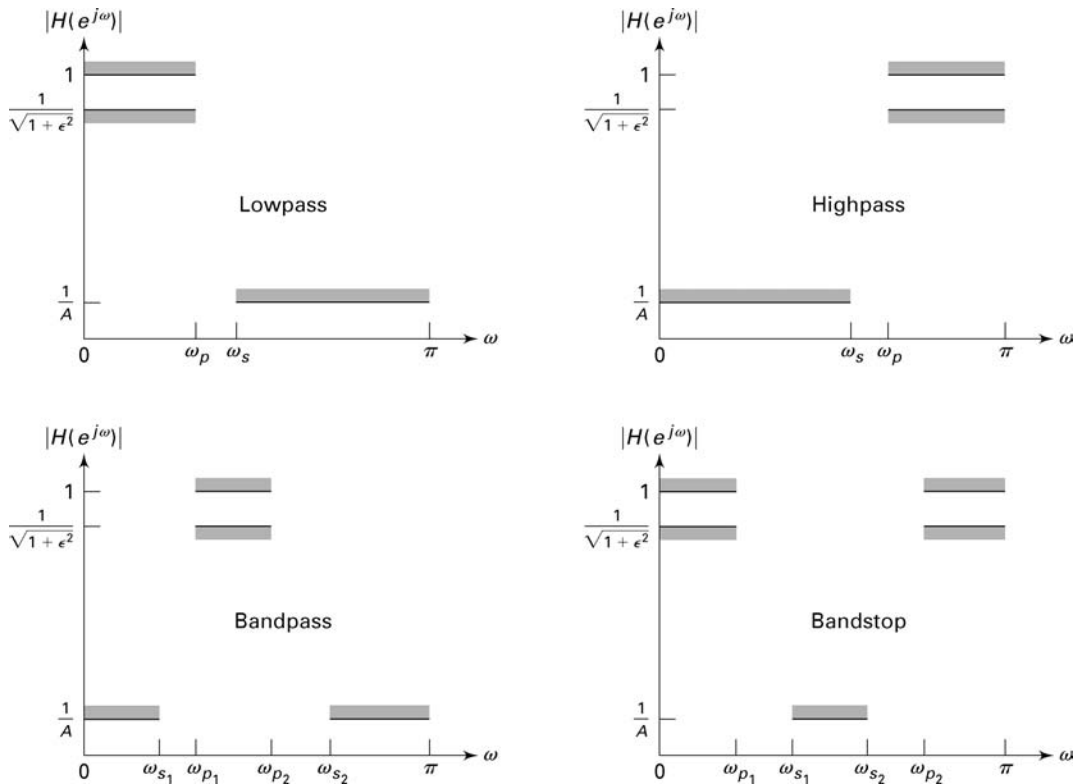 |H(e^{jω})|
1
1/√(1 + ϵ²)
Lowpass
1/A
0 ω_p ω_s π ω
|H(e^{jω})|
1
1/√(1 + ϵ²)
Highpass
1/A
0 ω_s ω_p π ω
|H(e^{jω})|
1
1/√(1 + ϵ²)
Bandpass
1/A
0 ω_{s₁} ω_{p₁} ω_{p₂} ω_{s₂} π ω
|H(e^{jω})|
1
1/√(1 + ϵ²)
Bandstop
1/A
0 ω_{p₁} ω_{s₁} ω_{s₂} ω_{p₂} π ω